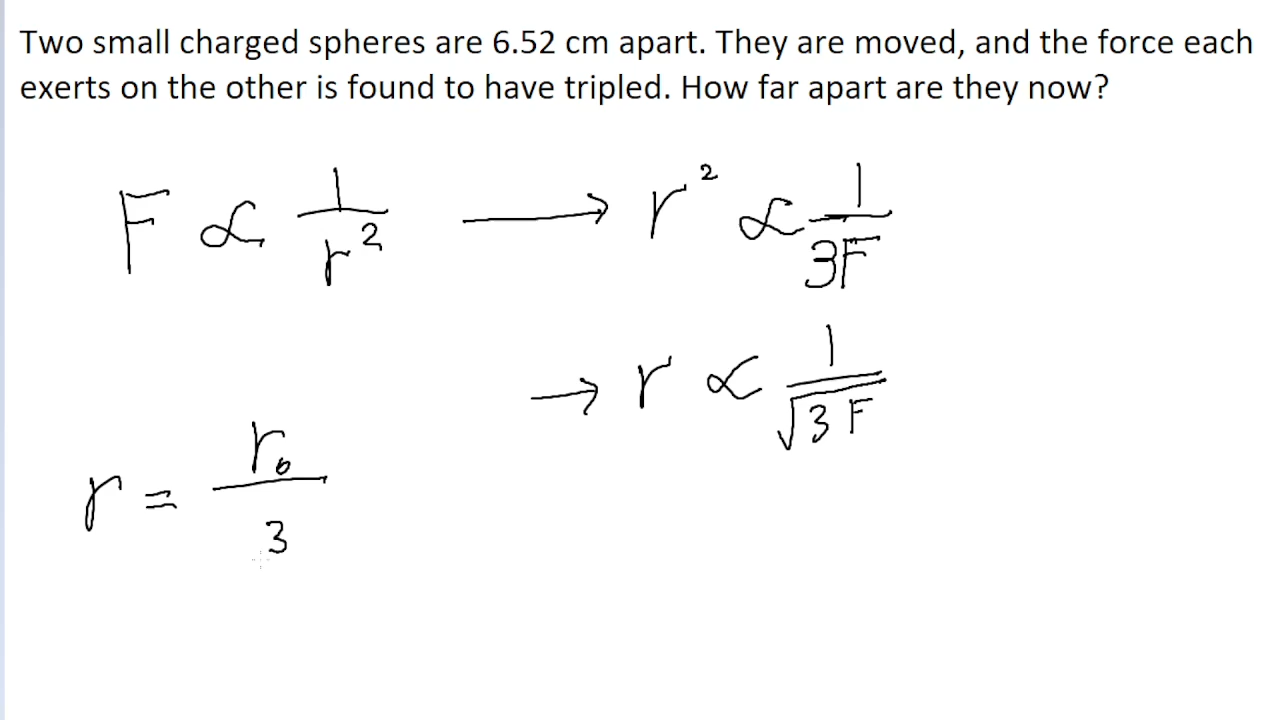 Two small charged spheres are 6.52 cm apart. They are moved, and the force each
exerts on the other is found to have tripled. How far apart are they now?
F ∝ 1/r² → r² ∝ 1/3F
→ r ∝ 1/√3F
r = r₀/3